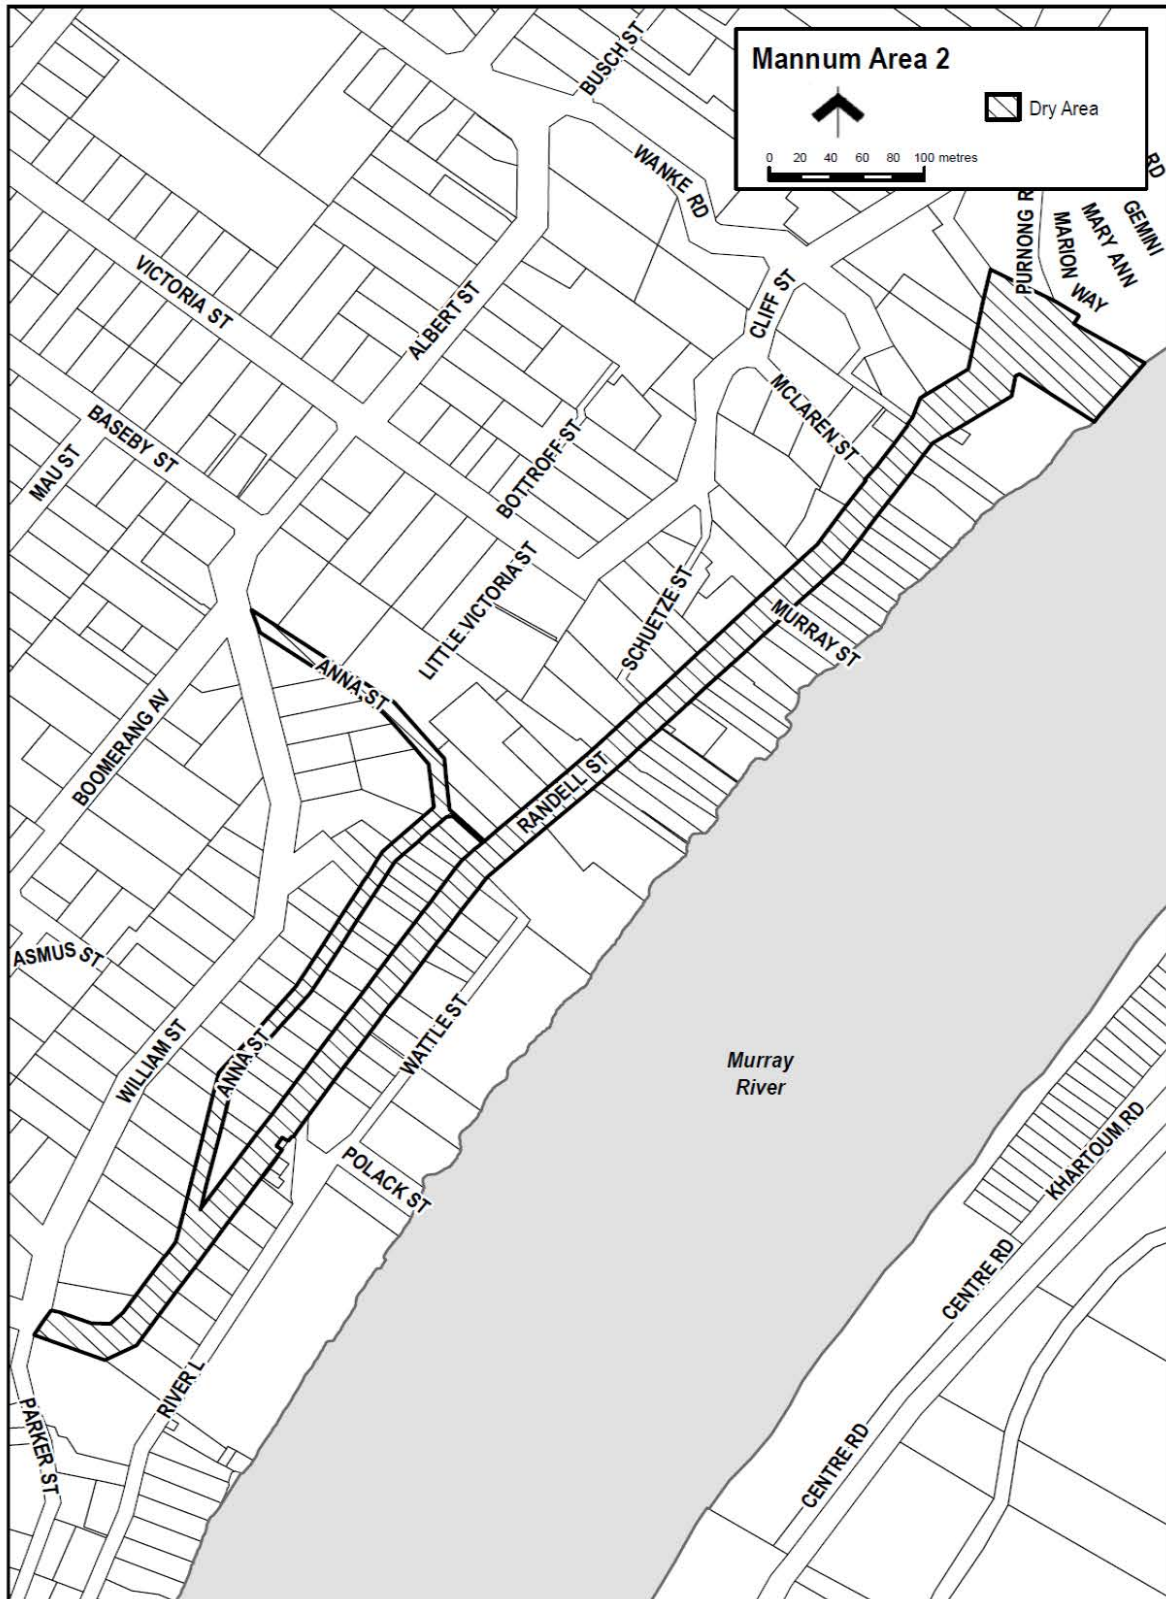 Mannum Area 2
Dry Area
0 20 40 60 80 100 metres
BUSCH ST
WANKE RD
RD
GEMINI
MARY ANN
MARION WAY
PURNONG R
VICTORIA ST
ALBERT ST
CLIFF ST
MCLAREN ST
BASEBY ST
MAU ST
BOTTROFF ST
LITTLE VICTORIA ST
SCHUETZE ST
MURRAY ST
ANNA ST
BOOMERANG AV
RANDELL ST
ASMUS ST
WILLIAM ST
ANNA ST
WATTLE ST
Murray
River
POLACK ST
KHARTOUM RD
CENTRE RD
RIVER L
PARKER ST
CENTRE RD